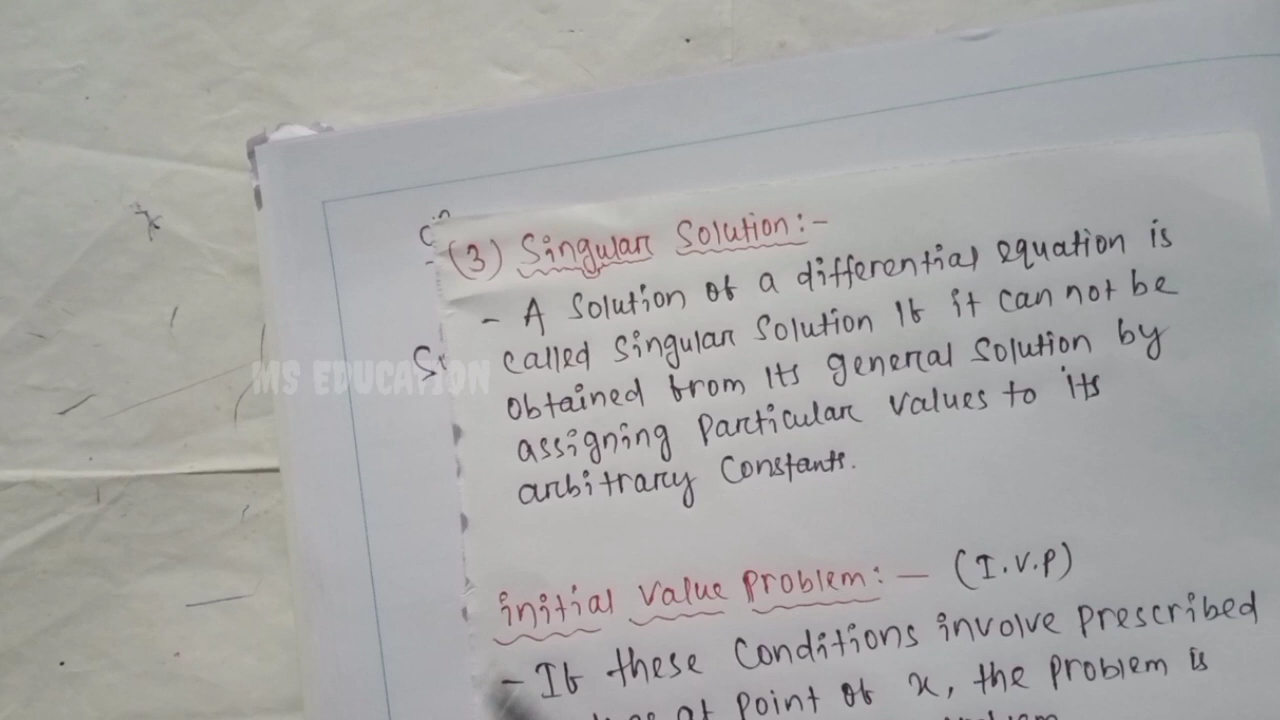 (3) Singular Solution:-
- A Solution of a differential equation is
called Singular Solution If it can not be
obtained from Its general Solution by
assigning Particular values to its
arbitrary Constants.
MS EDUCATION
initial value problem: — (I.V.P)
- If these Conditions involve prescribed
at point of x, the problem is